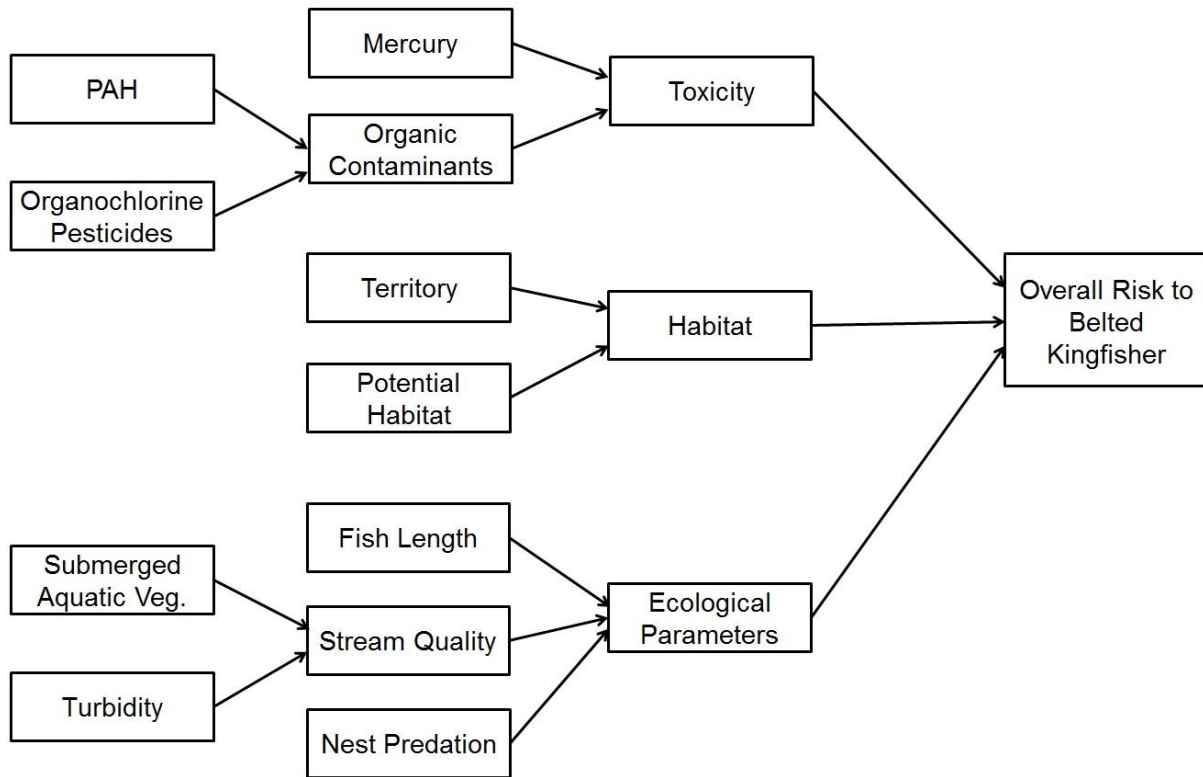 Mercury
PAH
Toxicity
Organic
Contaminants
Organochlorine
Pesticides
Territory
Habitat
Overall Risk to
Belted
Kingfisher
Potential
Habitat
Fish Length
Submerged
Aquatic Veg.
Ecological
Parameters
Stream Quality
Turbidity
Nest Predation